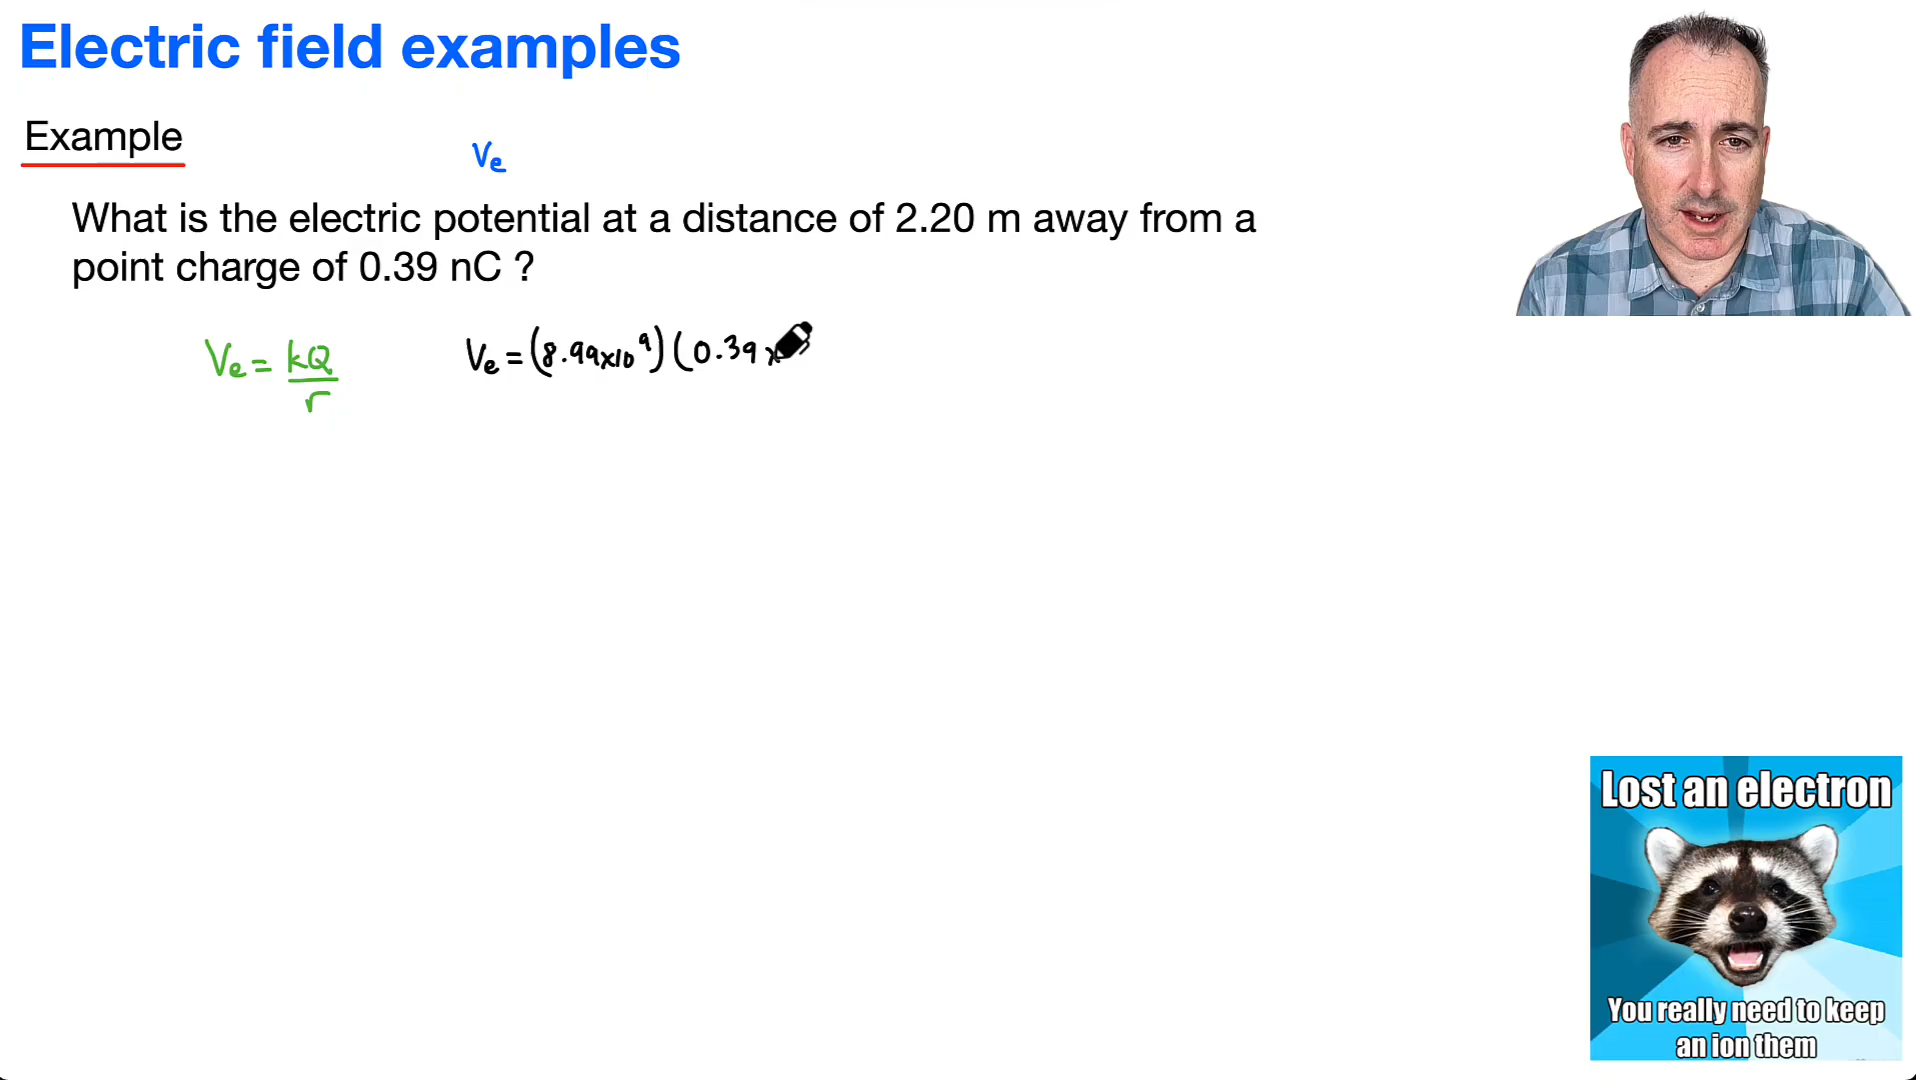 Electric field examples
Example
Ve
What is the electric potential at a distance of 2.20 m away from a
point charge of 0.39 nC ?
Ve = kQ/r
Ve = (8.99x10⁹)(0.39 x
Lost an electron
You really need to keep
an ion them